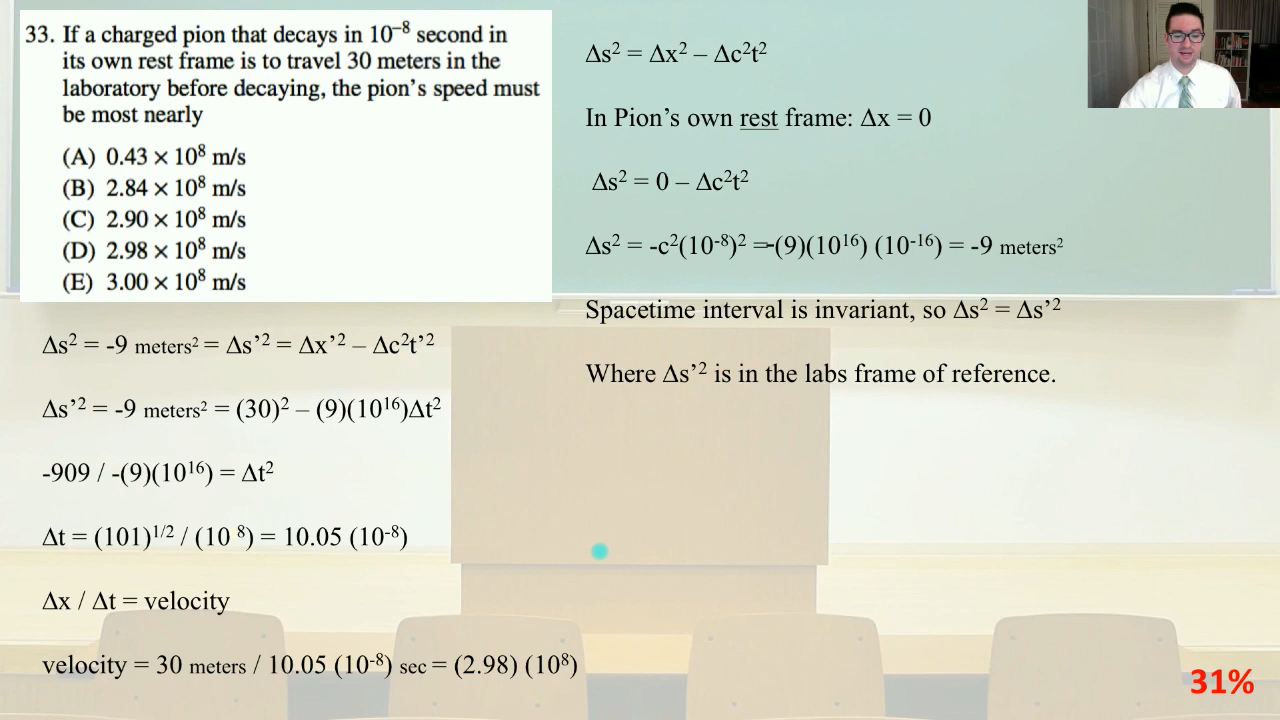 33. If a charged pion that decays in 10⁻⁸ second in
its own rest frame is to travel 30 meters in the
laboratory before decaying, the pion's speed must
be most nearly
(A) 0.43 × 10⁸ m/s
(B) 2.84 × 10⁸ m/s
(C) 2.90 × 10⁸ m/s
(D) 2.98 × 10⁸ m/s
(E) 3.00 × 10⁸ m/s
Δs² = Δx² – Δc²t²
In Pion's own rest frame: Δx = 0
Δs² = 0 – Δc²t²
Δs² = -c²(10⁻⁸)² =-(9)(10¹⁶) (10⁻¹⁶) = -9 meters²
Spacetime interval is invariant, so Δs² = Δs’²
Where Δs’² is in the labs frame of reference.
Δs² = -9 meters² = Δs’² = Δx’² – Δc²t’²
Δs’² = -9 meters² = (30)² – (9)(10¹⁶)Δt²
-909 / -(9)(10¹⁶) = Δt²
Δt = (101)¹ᐟ² / (10 ⁸) = 10.05 (10⁻⁸)
Δx / Δt = velocity
velocity = 30 meters / 10.05 (10⁻⁸) sec = (2.98) (10⁸)
31%